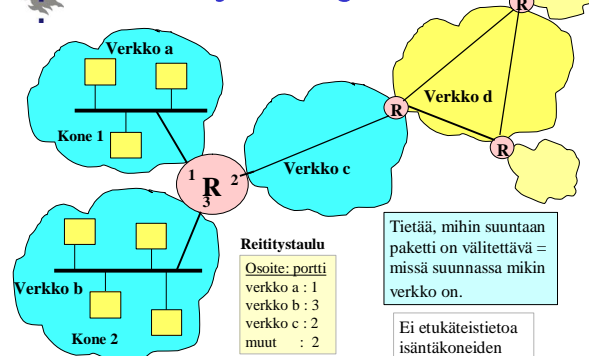 R
Verkko a
Kone 1
Verkko d
R
R
1 R 2
3
Verkko c
Verkko b
Kone 2
Reititystaulu
Osoite: portti
verkko a : 1
verkko b : 3
verkko c : 2
muut : 2
Tietää, mihin suuntaan
paketti on välitettävä =
missä suunnassa mikin
verkko on.
Ei etukäteistietoa
isäntäkoneiden